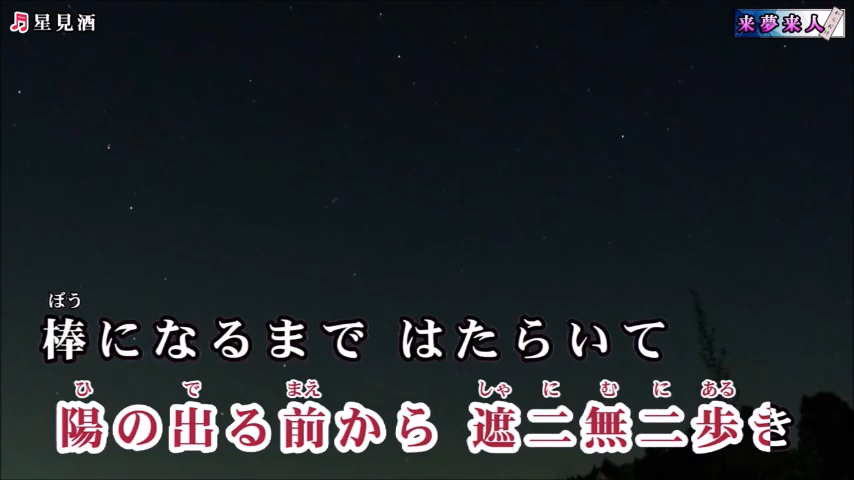 星見酒
来夢来人
ぼう
棒になるまで はたらいて
ひ で まえ しゃ に む に ある
陽の出る前から 遮二無二歩き